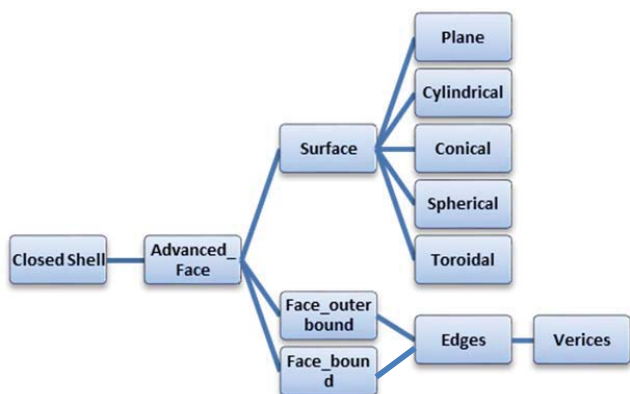 Plane
Cylindrical
Surface
Conical
Spherical
Closed Shell
Advanced_
Face
Toroidal
Face_outer
bound
Face_boun
d
Edges
Verices